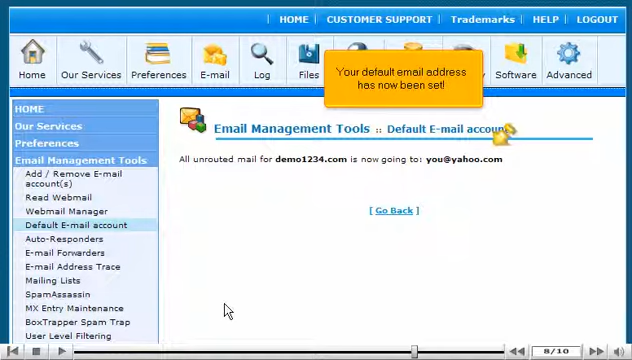 HOME | CUSTOMER SUPPORT | Trademarks | HELP | LOGOUT
Home Our Services Preferences E-mail Log Files Software Advanced
Your default email address
has now been set!
HOME
Our Services
Preferences
Email Management Tools
Add / Remove E-mail
account(s)
Read Webmail
Webmail Manager
Default E-mail account
Auto-Responders
E-mail Forwarders
E-mail Address Trace
Mailing Lists
SpamAssassin
MX Entry Maintenance
BoxTrapper Spam Trap
User Level Filtering
Email Management Tools :: Default E-mail account
All unrouted mail for demo1234.com is now going to: you@yahoo.com
[ Go Back ]
8/10